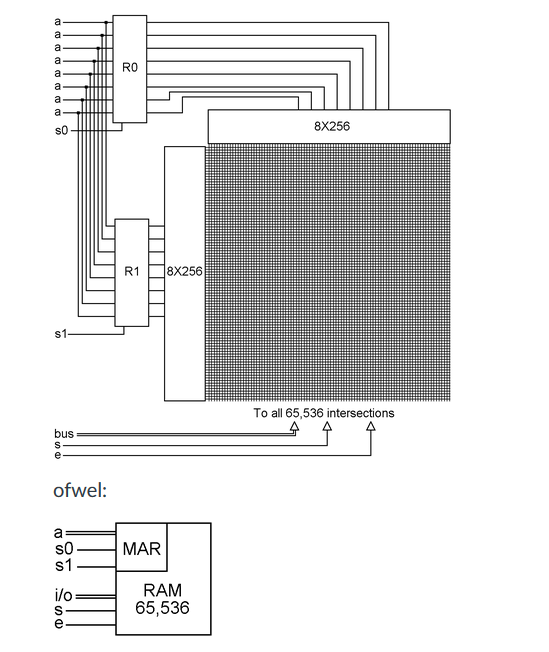 a
a
a
a
a
a
a
a
R0
s0
8X256
R1
8X256
s1
To all 65,536 intersections
bus
s
e
ofwel:
a
s0
s1
MAR
i/o
s
e
RAM
65,536